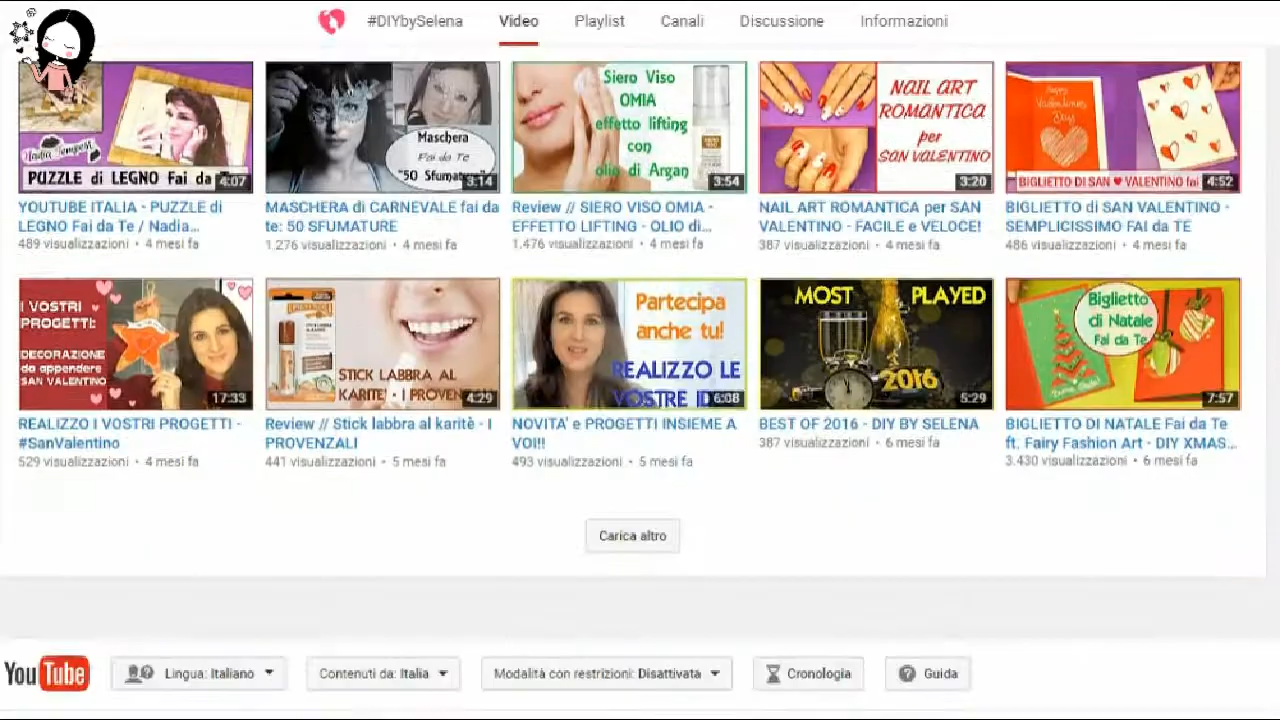 #DIYbySelena Video Playlist Canali Discussione Informazioni
PUZZLE di LEGNO Fai da
4:07
Maschera
Fai da Te
"50 Sfumature
3:14
Siero Viso
OMIA
effetto lifting
con
olio di Argan
3:54
NAIL ART
ROMANTICA
per
SAN VALENTINO
3:20
Happy
Valentines
Day
BIGLIETTO DI SAN ♥ VALENTINO fai
4:52
YOUTUBE ITALIA - PUZZLE di
LEGNO Fai da Te / Nadia...
489 visualizzazioni • 4 mesi fa
MASCHERA di CARNEVALE fai da
te: 50 SFUMATURE
1.276 visualizzazioni • 4 mesi fa
Review // SIERO VISO OMIA -
EFFETTO LIFTING - OLIO di...
1.476 visualizzazioni • 4 mesi fa
NAIL ART ROMANTICA per SAN
VALENTINO - FACILE e VELOCE!
387 visualizzazioni • 4 mesi fa
BIGLIETTO di SAN VALENTINO -
SEMPLICISSIMO FAI da TE
486 visualizzazioni • 4 mesi fa
I VOSTRI
PROGETTI:
DECORAZIONE
da appendere
SAN VALENTINO
17:33
STICK LABBRA AL
KARITE' - I PROVEN
4:29
Partecipa
anche tu!
REALIZZO LE
VOSTRE ID
6:08
MOST PLAYED
2016
5:29
Biglietto
di Natale
Fai da Te
7:57
REALIZZO I VOSTRI PROGETTI! -
#SanValentino
529 visualizzazioni • 4 mesi fa
Review // Stick labbra al karitè - I
PROVENZALI
441 visualizzazioni • 5 mesi fa
NOVITA' e PROGETTI INSIEME A
VOI!!!
493 visualizzazioni • 5 mesi fa
BEST OF 2016 - DIY BY SELENA
387 visualizzazioni • 6 mesi fa
BIGLIETTO DI NATALE Fai da Te
ft. Fairy Fashion Art - DIY XMAS...
3.430 visualizzazioni • 6 mesi fa
Carica altro
YouTube Lingua: Italiano Contenuti da: Italia Modalità con restrizioni: Disattivata Cronologia Guida